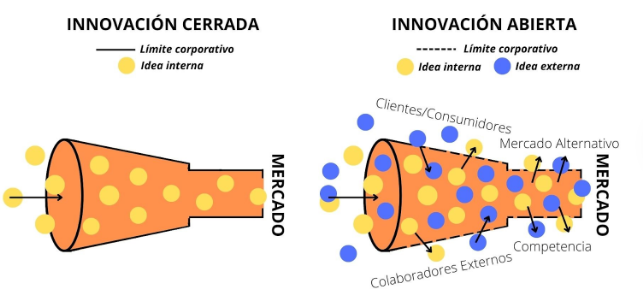 INNOVACIÓN CERRADA
Límite corporativo
Idea interna
MERCADO
INNOVACIÓN ABIERTA
Límite corporativo
Idea interna
Idea externa
Clientes/Consumidores
Mercado Alternativo
MERCADO
Competencia
Colaboradores Externos